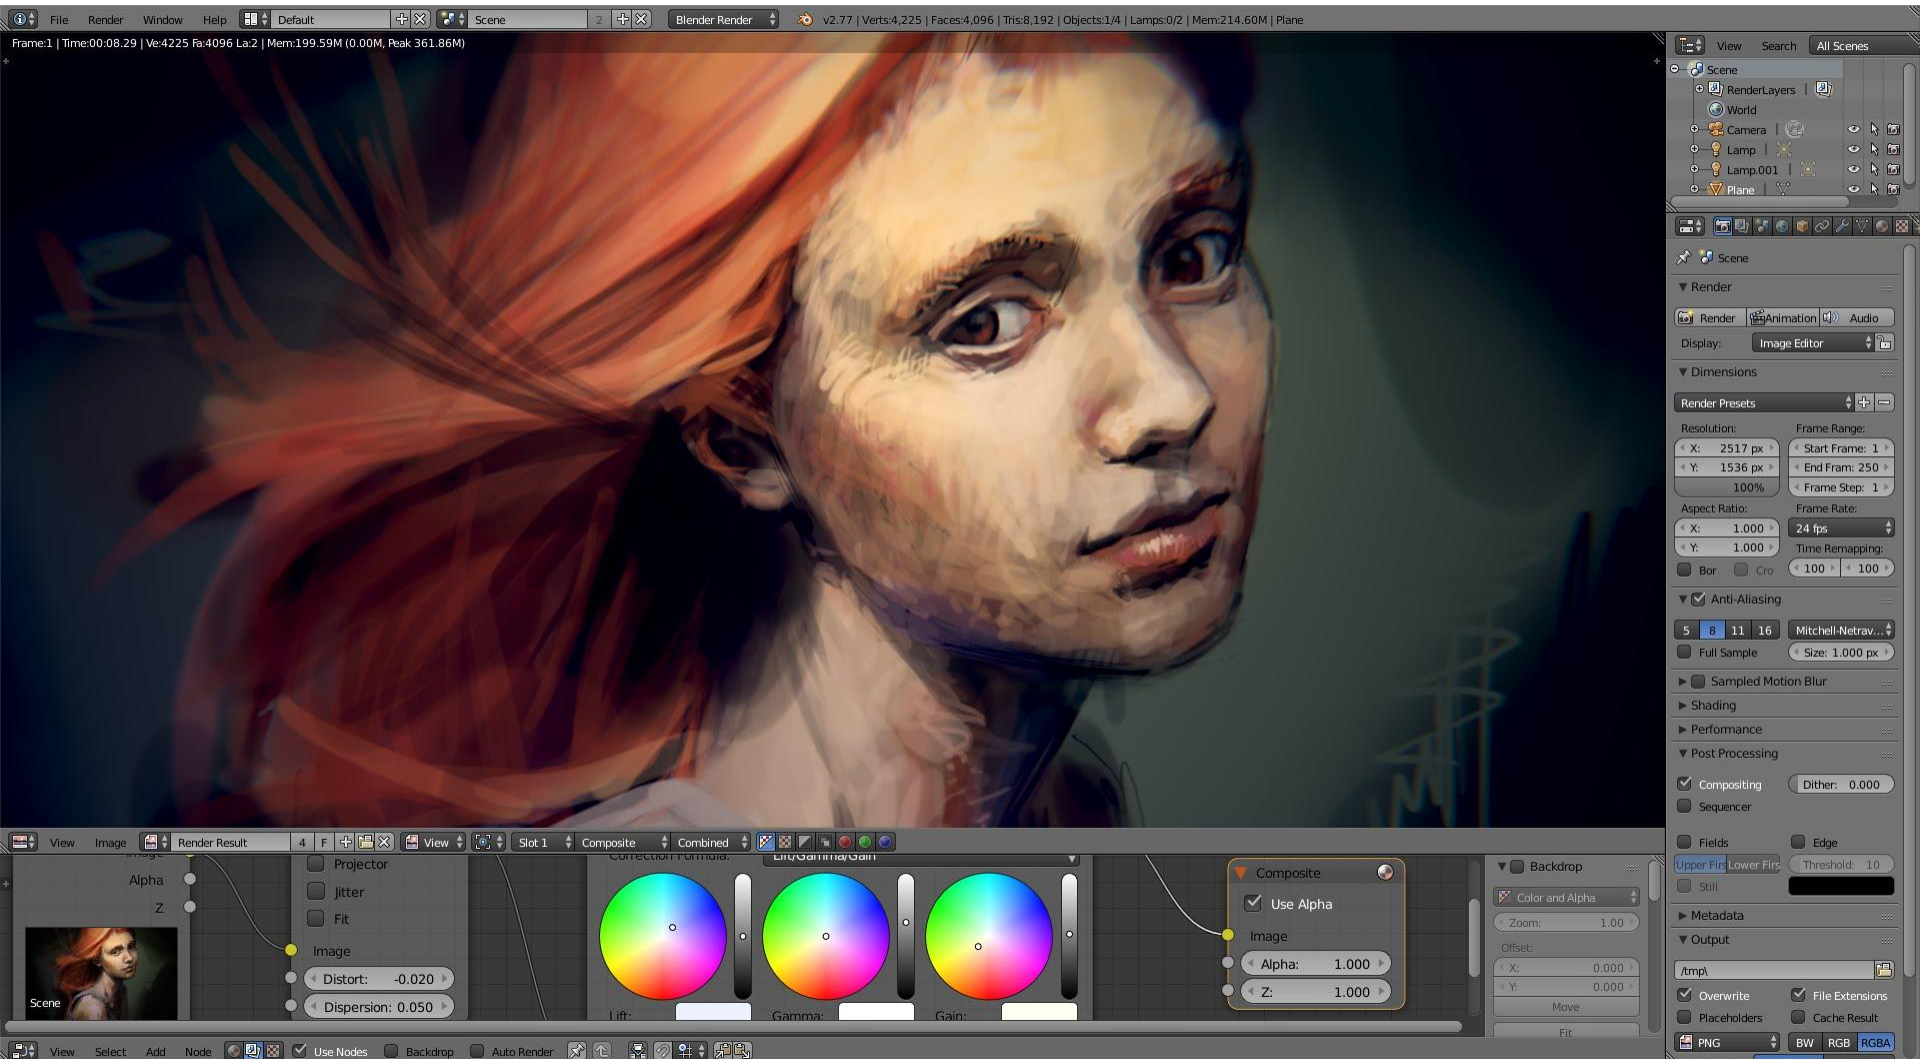 File Render Window Help Default Scene 2 Blender Render v2.77 | Verts:4,225 | Faces:4,096 | Tris:8,192 | Objects:1/4 | Lamps:0/2 | Mem:214.60M | Plane
Frame:1 | Time:00:08.29 | Ve:4225 Fa:4096 La:2 | Mem:199.59M (0.00M, Peak 361.86M)
View Search All Scenes
Scene
RenderLayers
World
Camera
Lamp
Lamp.001
Plane
Scene
Render
Render Animation Audio
Display: Image Editor
Dimensions
Render Presets
Resolution: Frame Range:
X: 2517 px Start Frame: 1
Y: 1536 px End Fram: 250
100% Frame Step: 1
Aspect Ratio: Frame Rate:
X: 1.000 24 fps
Y: 1.000 Time Remapping:
Bor Cro 100 100
Anti-Aliasing
5 8 11 16 Mitchell-Netrav...
Full Sample Size: 1.000 px
Sampled Motion Blur
Shading
Performance
Post Processing
Compositing Dither: 0.000
Sequencer
Fields Edge
Upper Firs Lower Firs Threshold: 10
Still
Metadata
Output
/tmp\
Overwrite File Extensions
Placeholders Cache Result
PNG BW RGB RGBA
View Image Render Result 4 F View Slot 1 Composite Combined
Image
Alpha
Z
Scene
Projector
Jitter
Fit
Image
Distort: -0.020
Dispersion: 0.050
Correction Formula: Lift/Gamma/Gain
Lift: Gamma: Gain:
Composite
Use Alpha
Image
Alpha: 1.000
Z: 1.000
Backdrop
Color and Alpha
Zoom: 1.00
Offset:
X: 0.000
Y: 0.000
Move
Fit
View Select Add Node Use Nodes Backdrop Auto Render